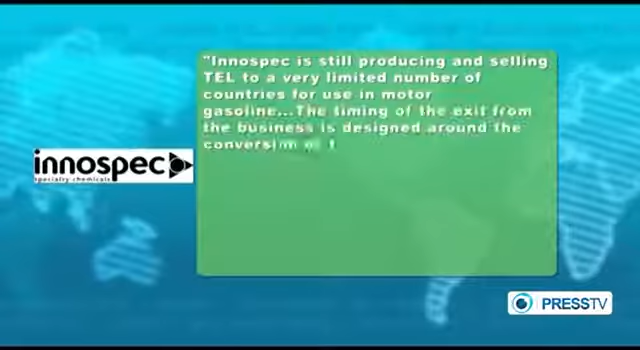 "Innospec is still producing and selling
TEL to a very limited number of
countries for use in motor
gasoline...The timing of the exit from
the business is designed around the
innospec
specialty chemicals
PRESSTV